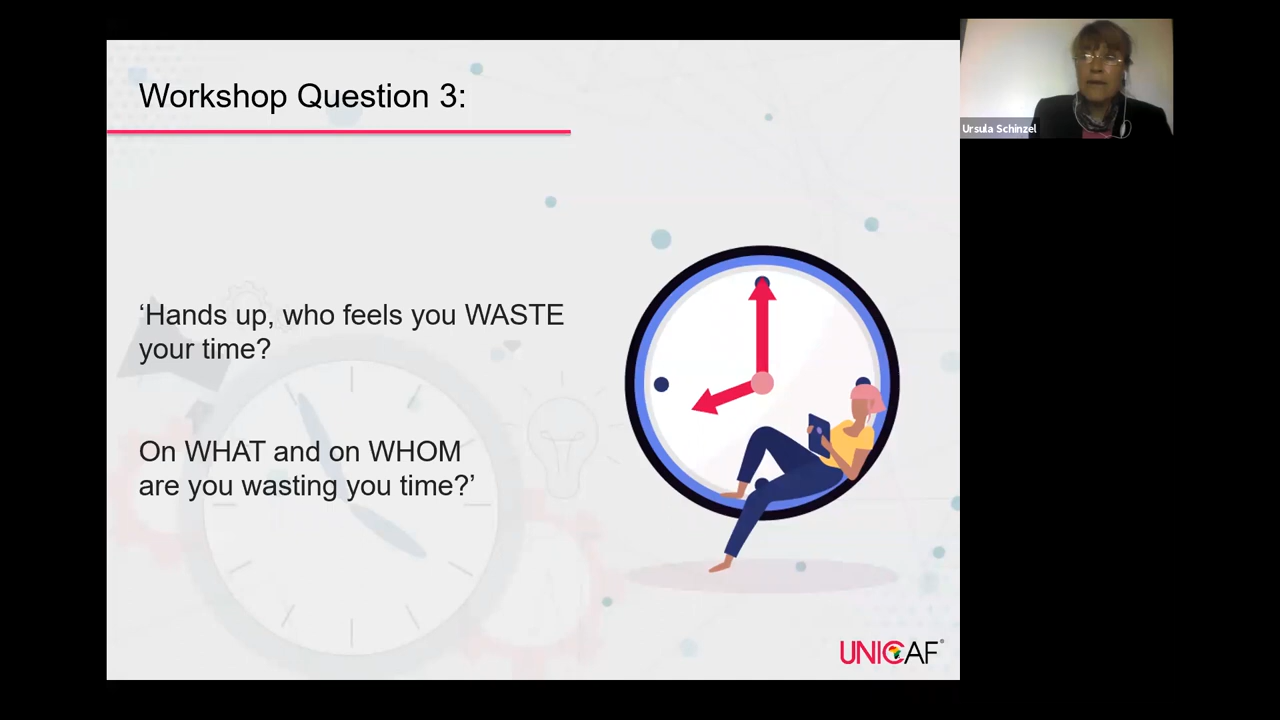 Workshop Question 3:
Ursula Schinzel
‘Hands up, who feels you WASTE
your time?
On WHAT and on WHOM
are you wasting you time?’
UNICAF®